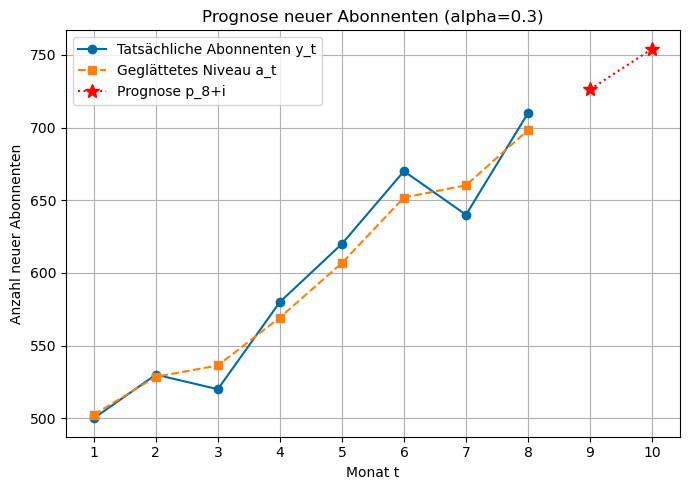 Prognose neuer Abonnenten (alpha=0.3)
Tatsächliche Abonnenten y_t
Geglättetes Niveau a_t
Prognose p_8+i
Anzahl neuer Abonnenten
750
700
650
600
550
500
1 2 3 4 5 6 7 8 9 10
Monat t